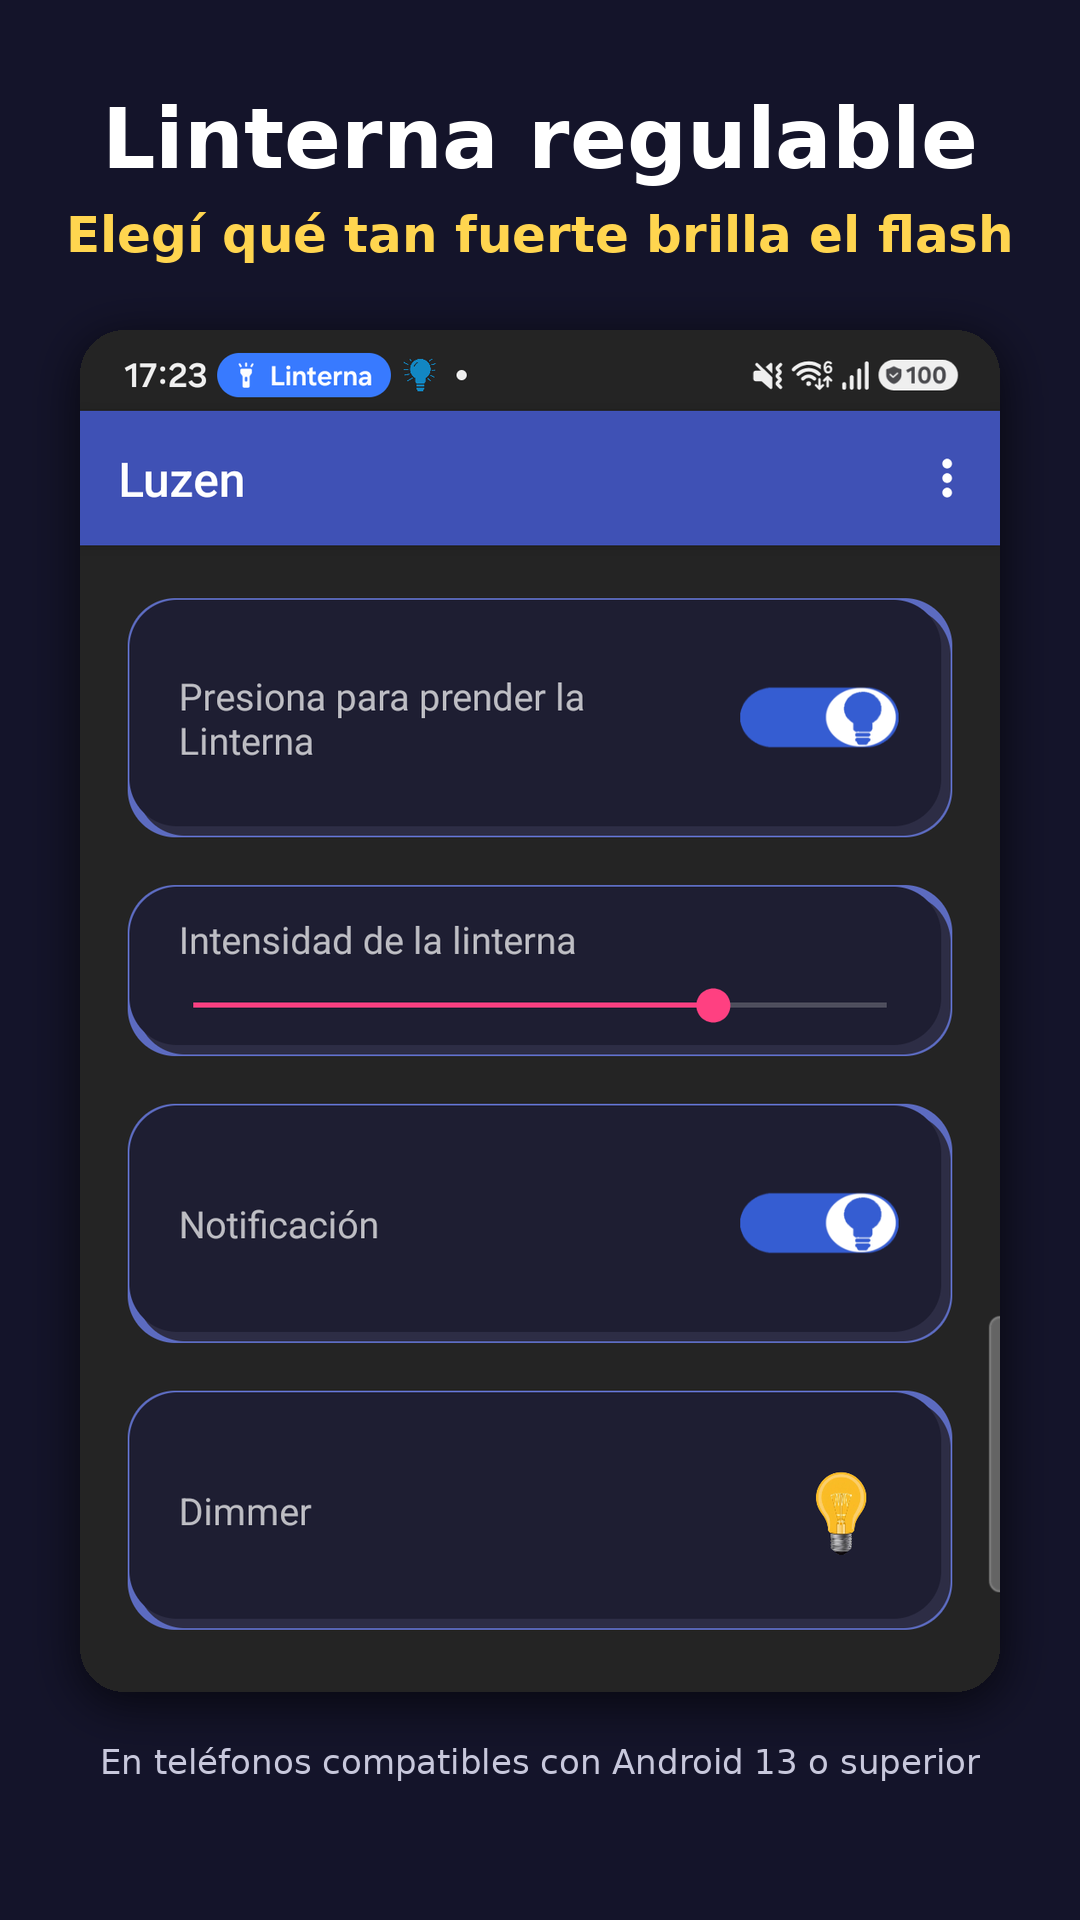 Linterna regulable
Elegí qué tan fuerte brilla el flash
17:23 Linterna 6 100
Luzen
Presiona para prender la
Linterna
Intensidad de la linterna
Notificación
Dimmer
En teléfonos compatibles con Android 13 o superior